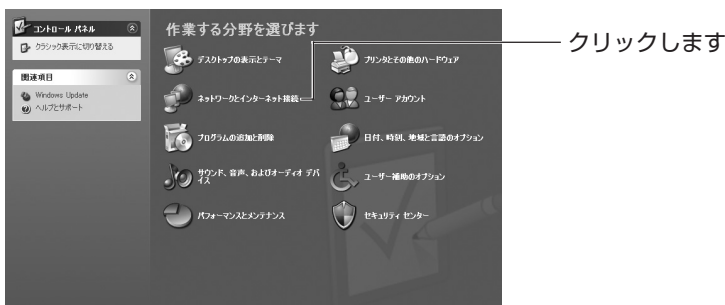 コントロール パネル
クラシック表示に切り替える
関連項目
Windows Update
ヘルプとサポート
作業する分野を選びます
デスクトップの表示とテーマ
プリンタとその他のハードウェア
ネットワークとインターネット接続
ユーザー アカウント
プログラムの追加と削除
日付、時刻、地域と言語のオプション
サウンド、音声、およびオーディオ デバ
イス
ユーザー補助のオプション
パフォーマンスとメンテナンス
セキュリティ センター
クリックします